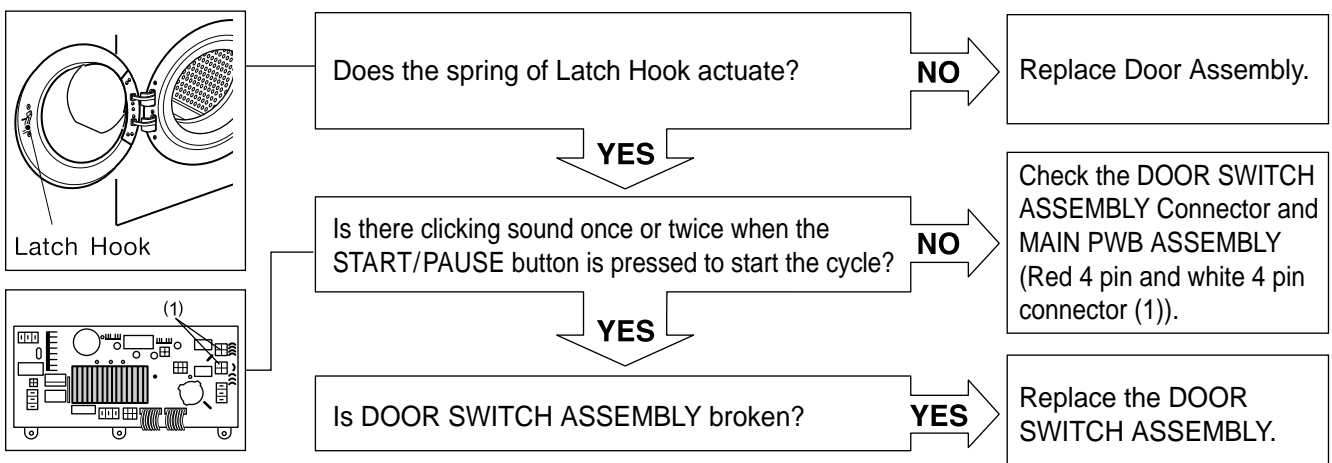 Latch Hook
(1)
Does the spring of Latch Hook actuate?
NO
Replace Door Assembly.
YES
Is there clicking sound once or twice when the
START/PAUSE button is pressed to start the cycle?
NO
Check the DOOR SWITCH
ASSEMBLY Connector and
MAIN PWB ASSEMBLY
(Red 4 pin and white 4 pin
connector (1)).
YES
Is DOOR SWITCH ASSEMBLY broken?
YES
Replace the DOOR
SWITCH ASSEMBLY.